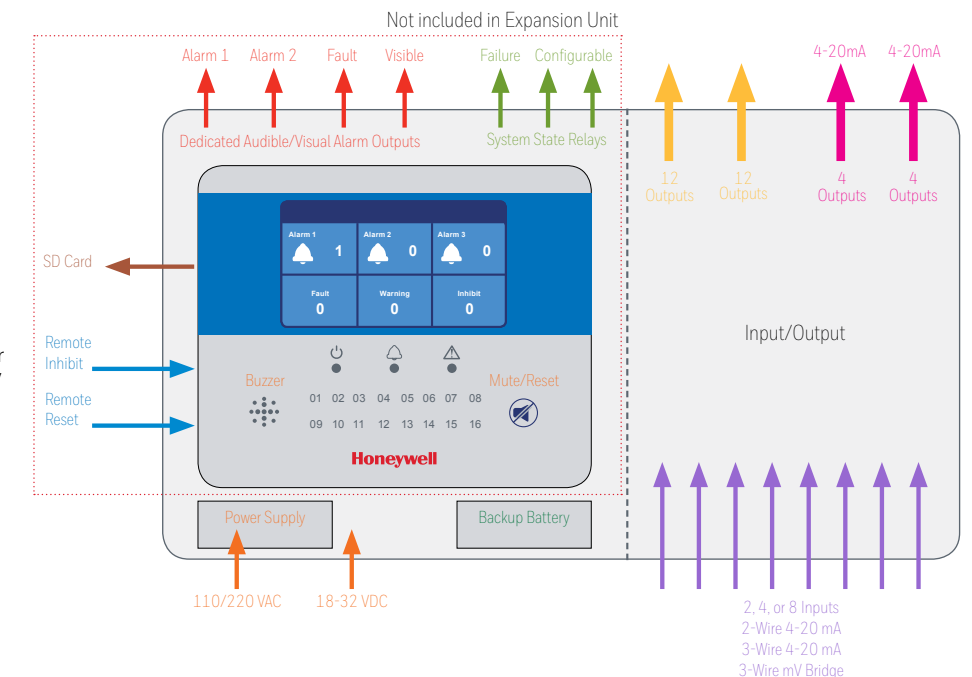 Not included in Expansion Unit
Alarm 1 Alarm 2 Fault Visible Failure Configurable 4-20mA 4-20mA
Dedicated Audible/Visual Alarm Outputs System State Relays
12 Outputs
12 Outputs
4 Outputs
4 Outputs
Alarm 1
1
Alarm 2
0
Alarm 3
0
Fault
0
Warning
0
Inhibit
0
SD Card
Input/Output
Remote
Inhibit
Remote
Reset
Buzzer
Mute/Reset
01 02 03 04 05 06 07 08
09 10 11 12 13 14 15 16
Honeywell
Power Supply
Backup Battery
110/220 VAC
18-32 VDC
2, 4, or 8 Inputs
2-Wire 4-20 mA
3-Wire 4-20 mA
3-Wire mV Bridge